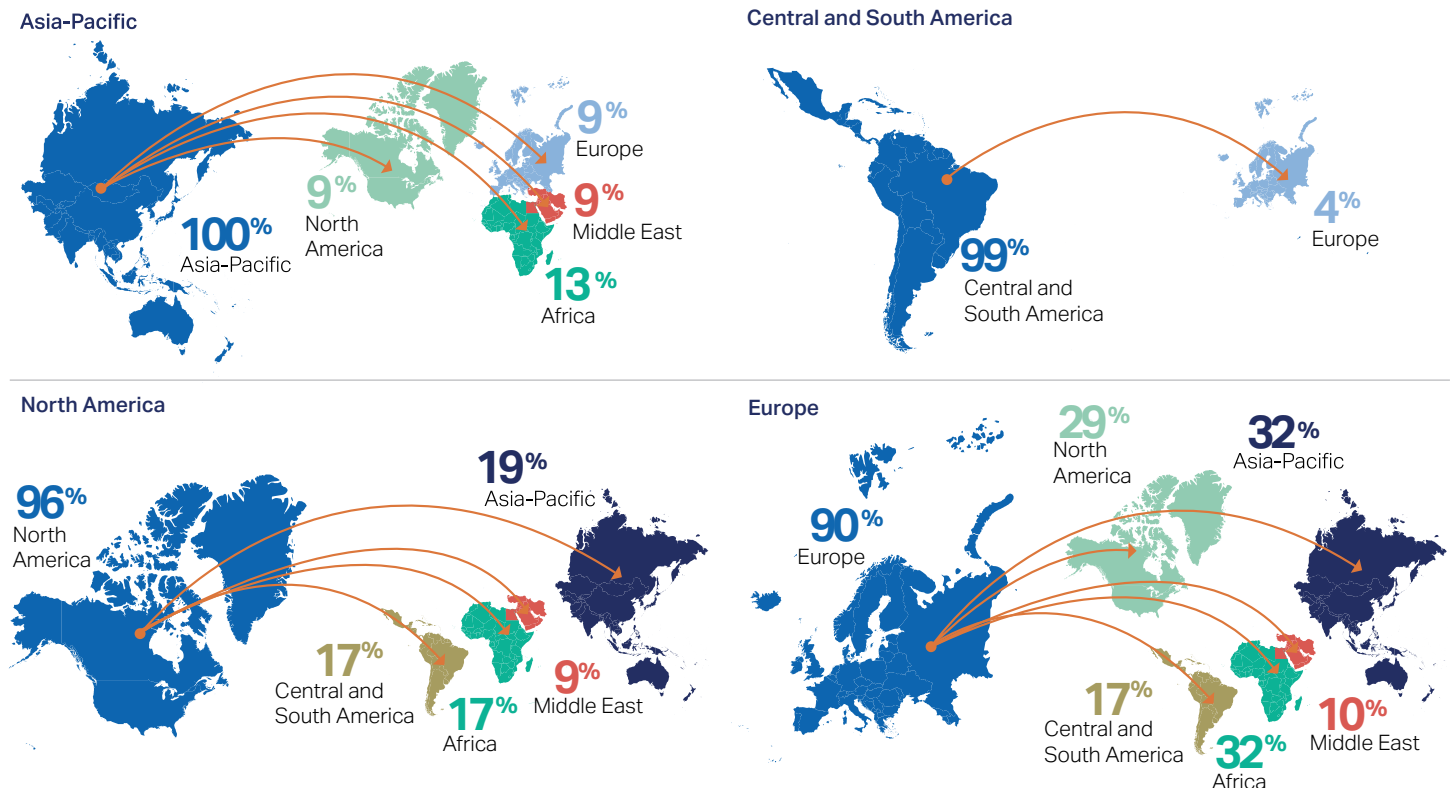 Asia-Pacific
9%
Europe
9%
North
America
9%
Middle East
100%
Asia-Pacific
13%
Africa
Central and South America
4%
Europe
99%
Central and
South America
North America
19%
Asia-Pacific
96%
North
America
17%
Central and
South America
9%
Middle East
17%
Africa
Europe
29%
North
America
32%
Asia-Pacific
90%
Europe
17%
Central and
South America
10%
Middle East
32%
Africa